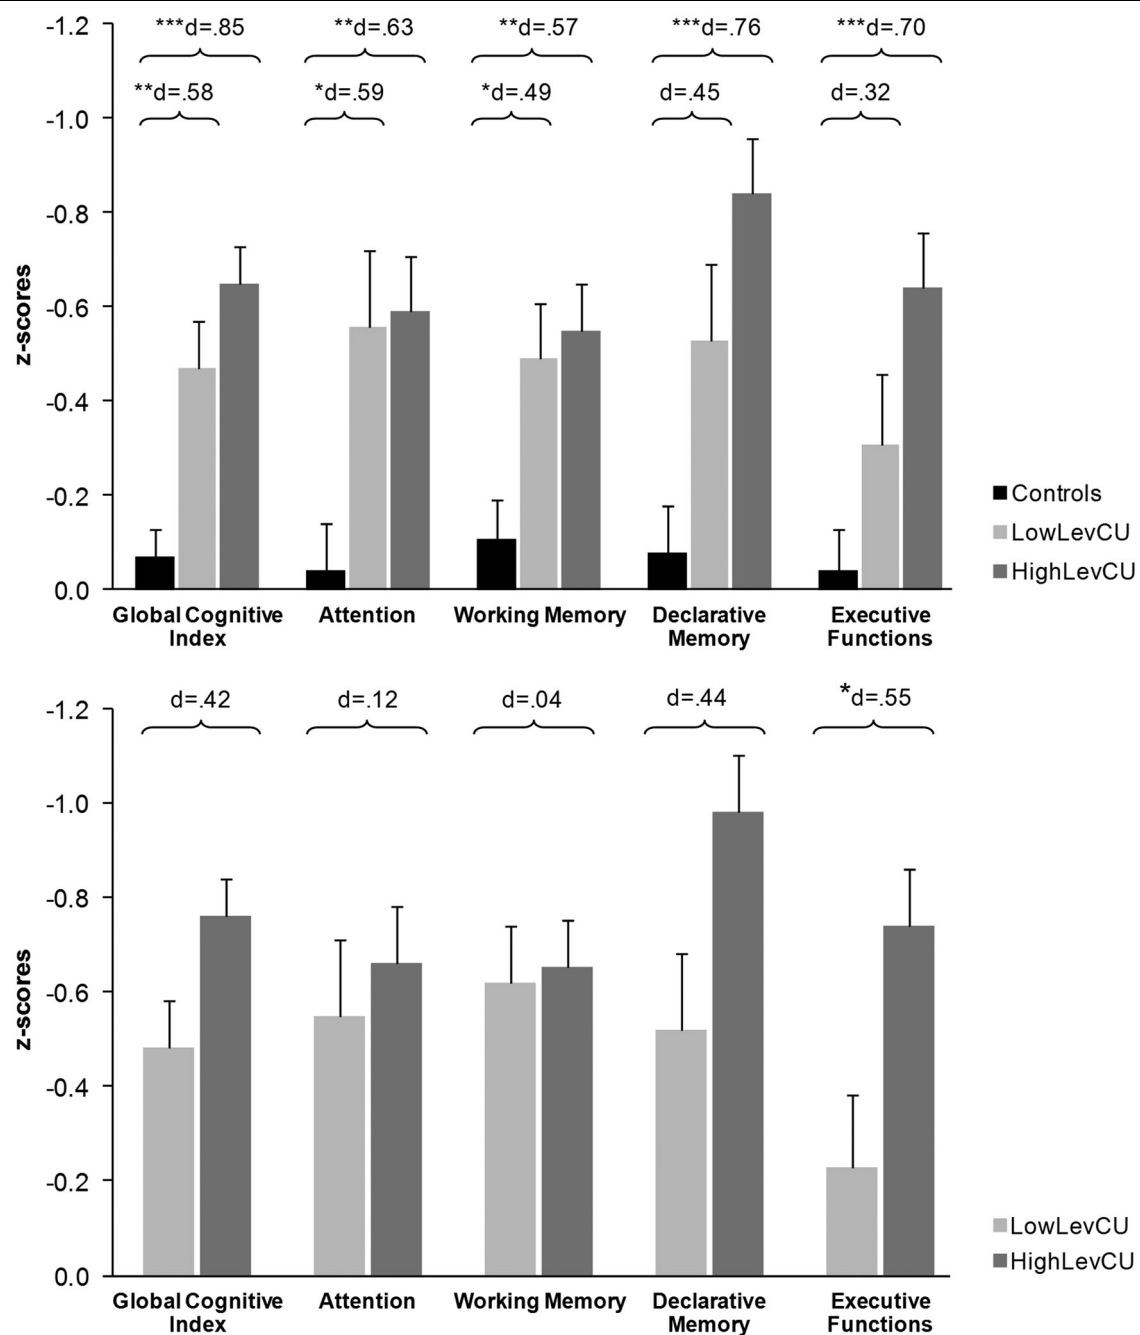 ***d=.85 **d=.63 **d=.57 ***d=.76 ***d=.70
**d=.58 *d=.59 *d=.49 d=.45 d=.32
-1.2
-1.0
-0.8
-0.6
-0.4
-0.2
0.0
z-scores
Controls
LowLevCU
HighLevCU
Global Cognitive Attention Working Memory Declarative Executive
Index Memory Functions
d=.42 d=.12 d=.04 d=.44 *d=.55
-1.2
-1.0
-0.8
-0.6
-0.4
-0.2
0.0
z-scores
LowLevCU
HighLevCU
Global Cognitive Attention Working Memory Declarative Executive
Index Memory Functions